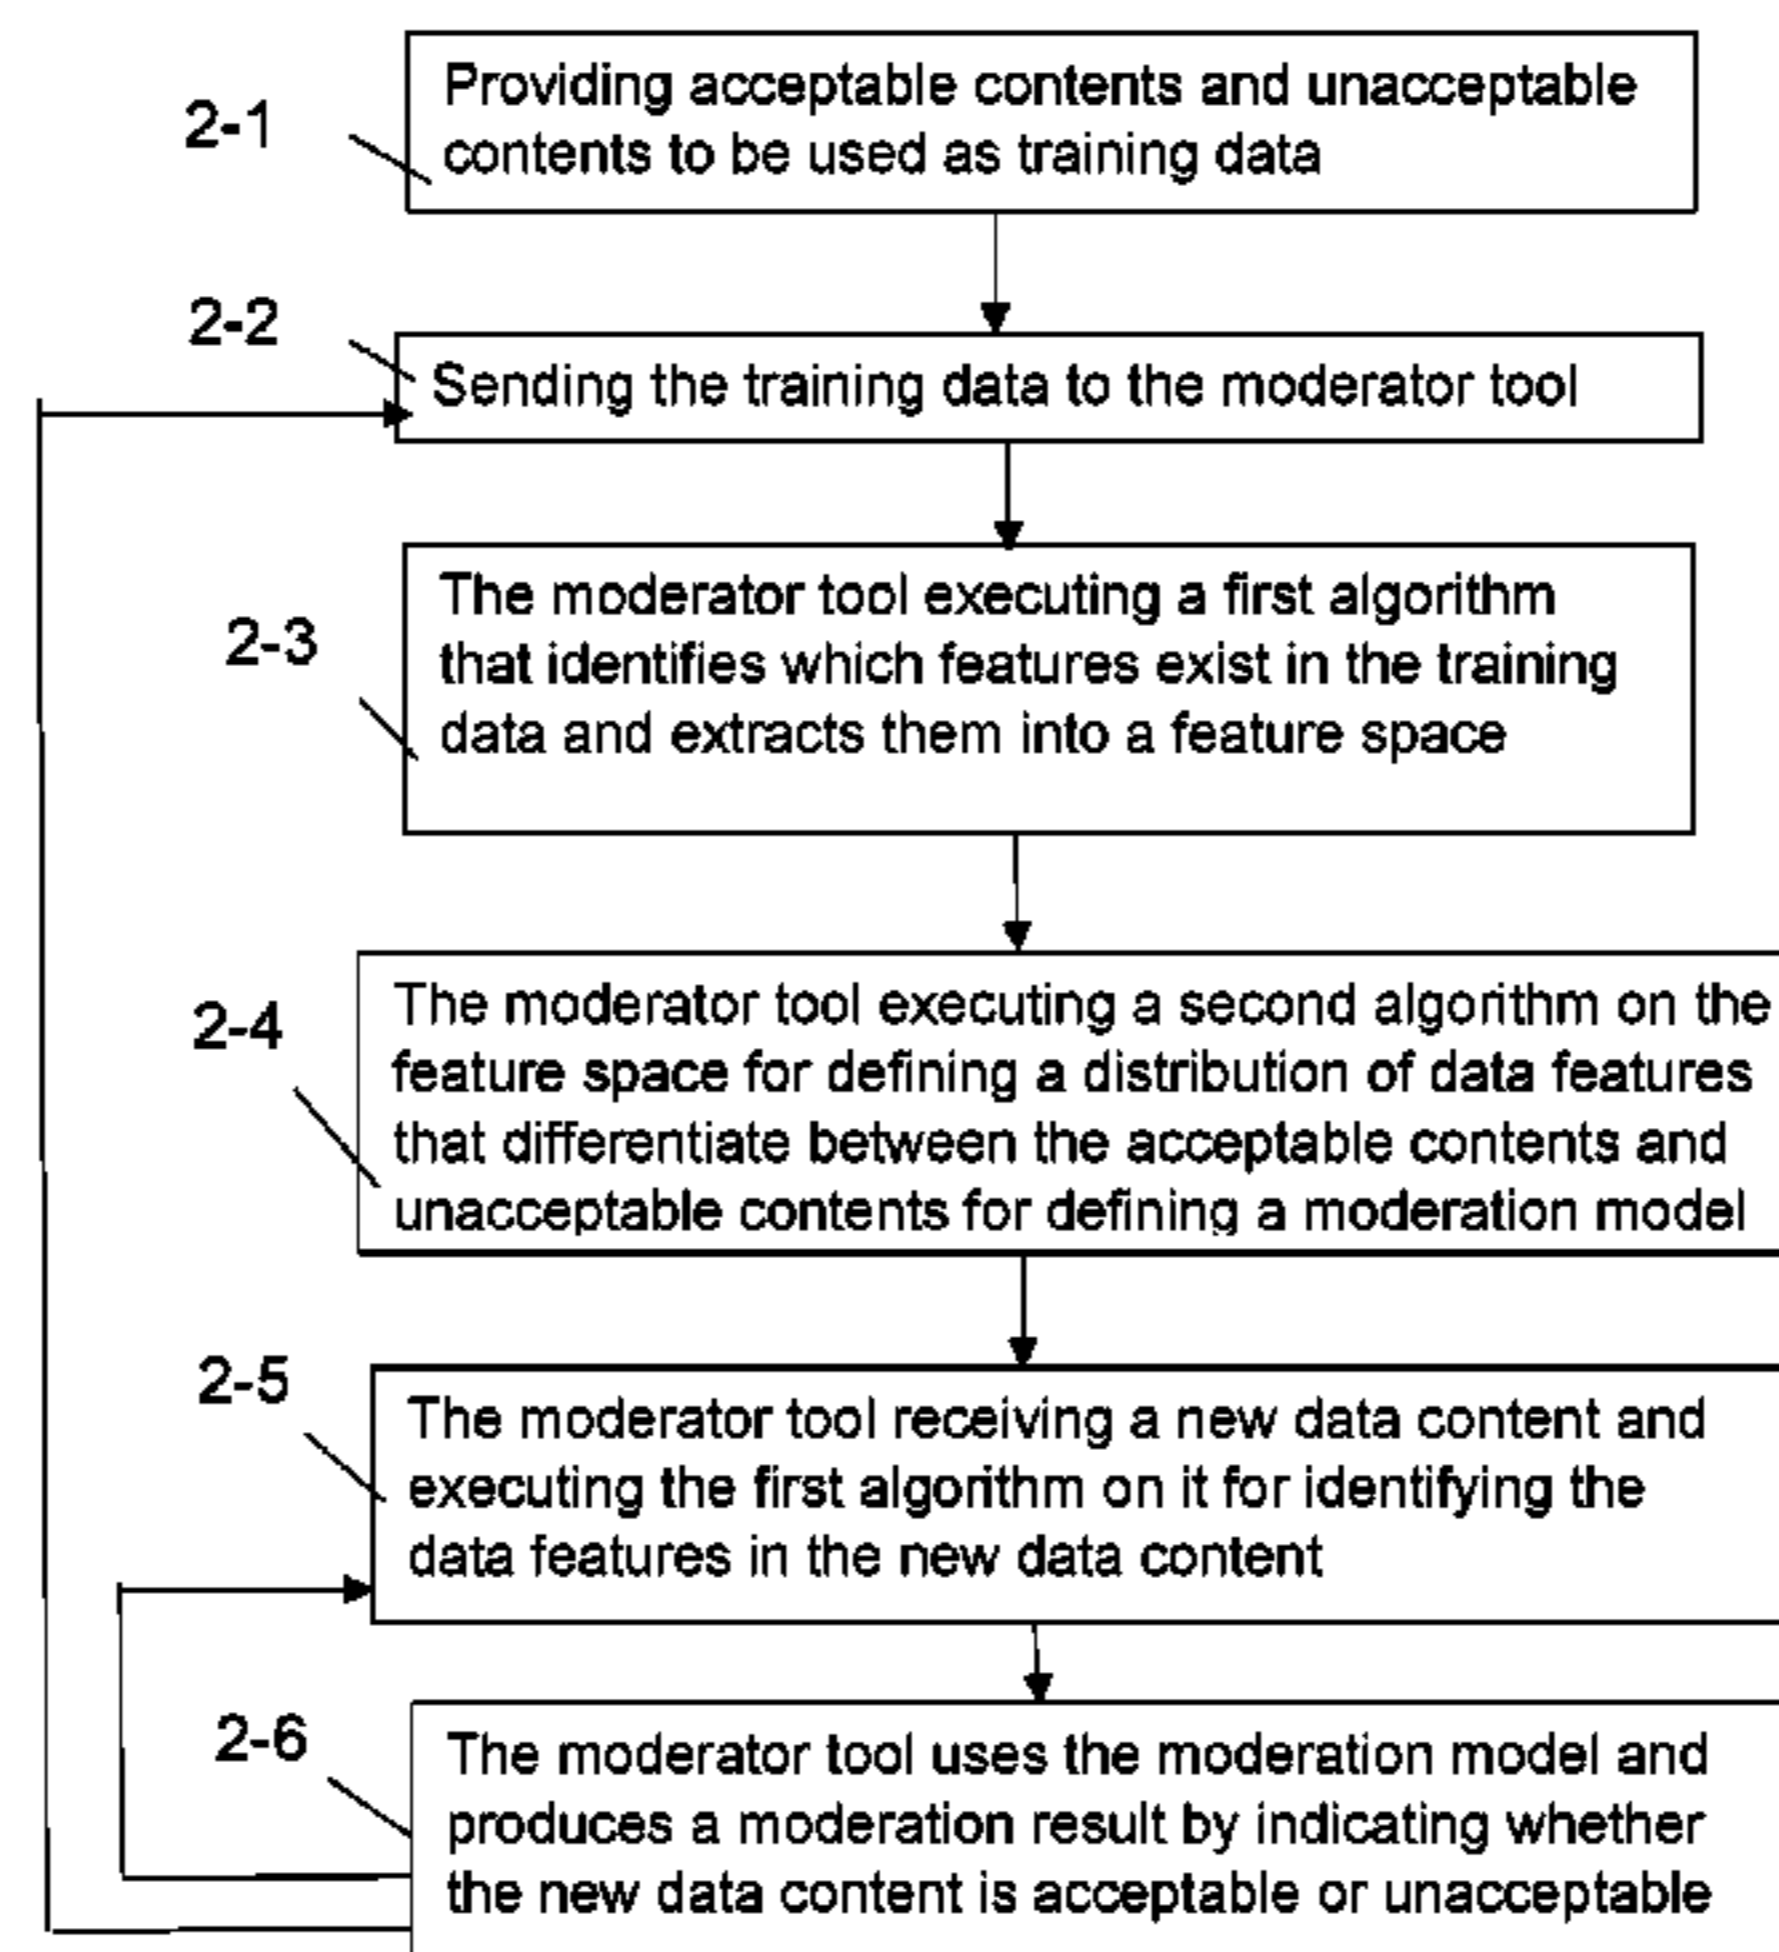 2-1
Providing acceptable contents and unacceptable
contents to be used as training data
2-2
Sending the training data to the moderator tool
2-3
The moderator tool executing a first algorithm
that identifies which features exist in the training
data and extracts them into a feature space
2-4
The moderator tool executing a second algorithm on the
feature space for defining a distribution of data features
that differentiate between the acceptable contents and
unacceptable contents for defining a moderation model
2-5
The moderator tool receiving a new data content and
executing the first algorithm on it for identifying the
data features in the new data content
2-6
The moderator tool uses the moderation model and
produces a moderation result by indicating whether
the new data content is acceptable or unacceptable